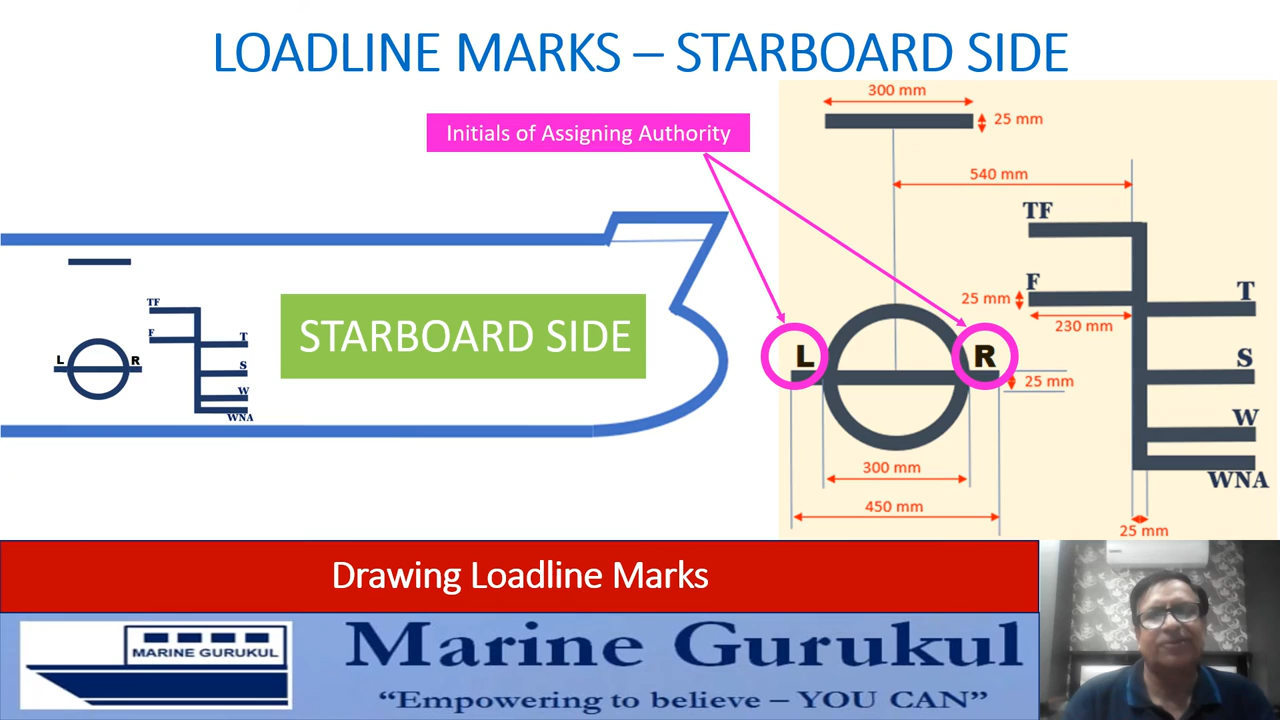 LOADLINE MARKS – STARBOARD SIDE
Initials of Assigning Authority
300 mm
25 mm
540 mm
TF
F
25 mm
230 mm
T
S
W
WNA
L
R
25 mm
300 mm
450 mm
25 mm
TF
F
T
S
W
WNA
L
R
STARBOARD SIDE
Drawing Loadline Marks
MARINE GURUKUL
Marine Gurukul
“Empowering to believe – YOU CAN”